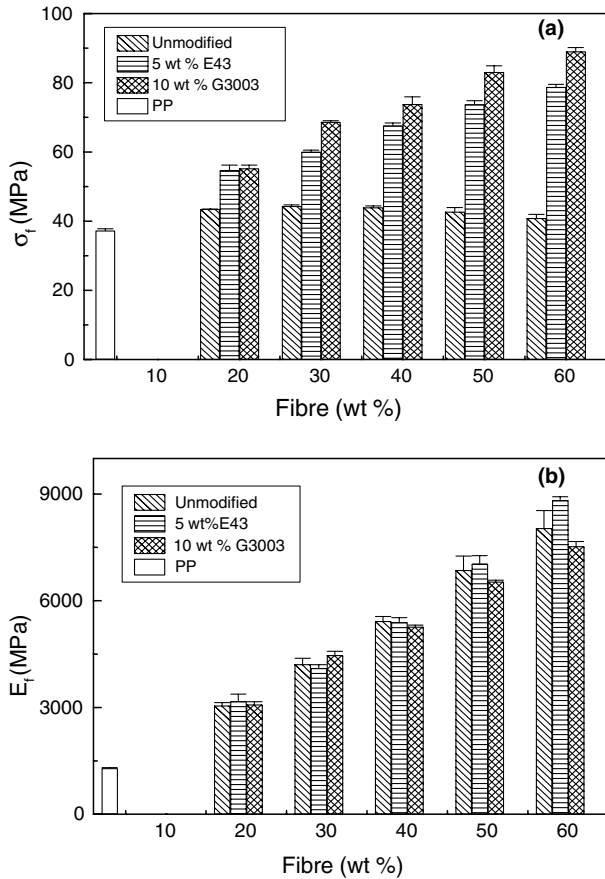 100
(a)
Unmodified
5 wt % E43
10 wt % G3003
PP
80
60
40
20
0
σf (MPa)
10 20 30 40 50 60
Fibre (wt %)
(b)
9000
Unmodified
5 wt%E43
10 wt % G3003
PP
6000
3000
0
Ef (MPa)
10 20 30 40 50 60
Fibre (wt %)